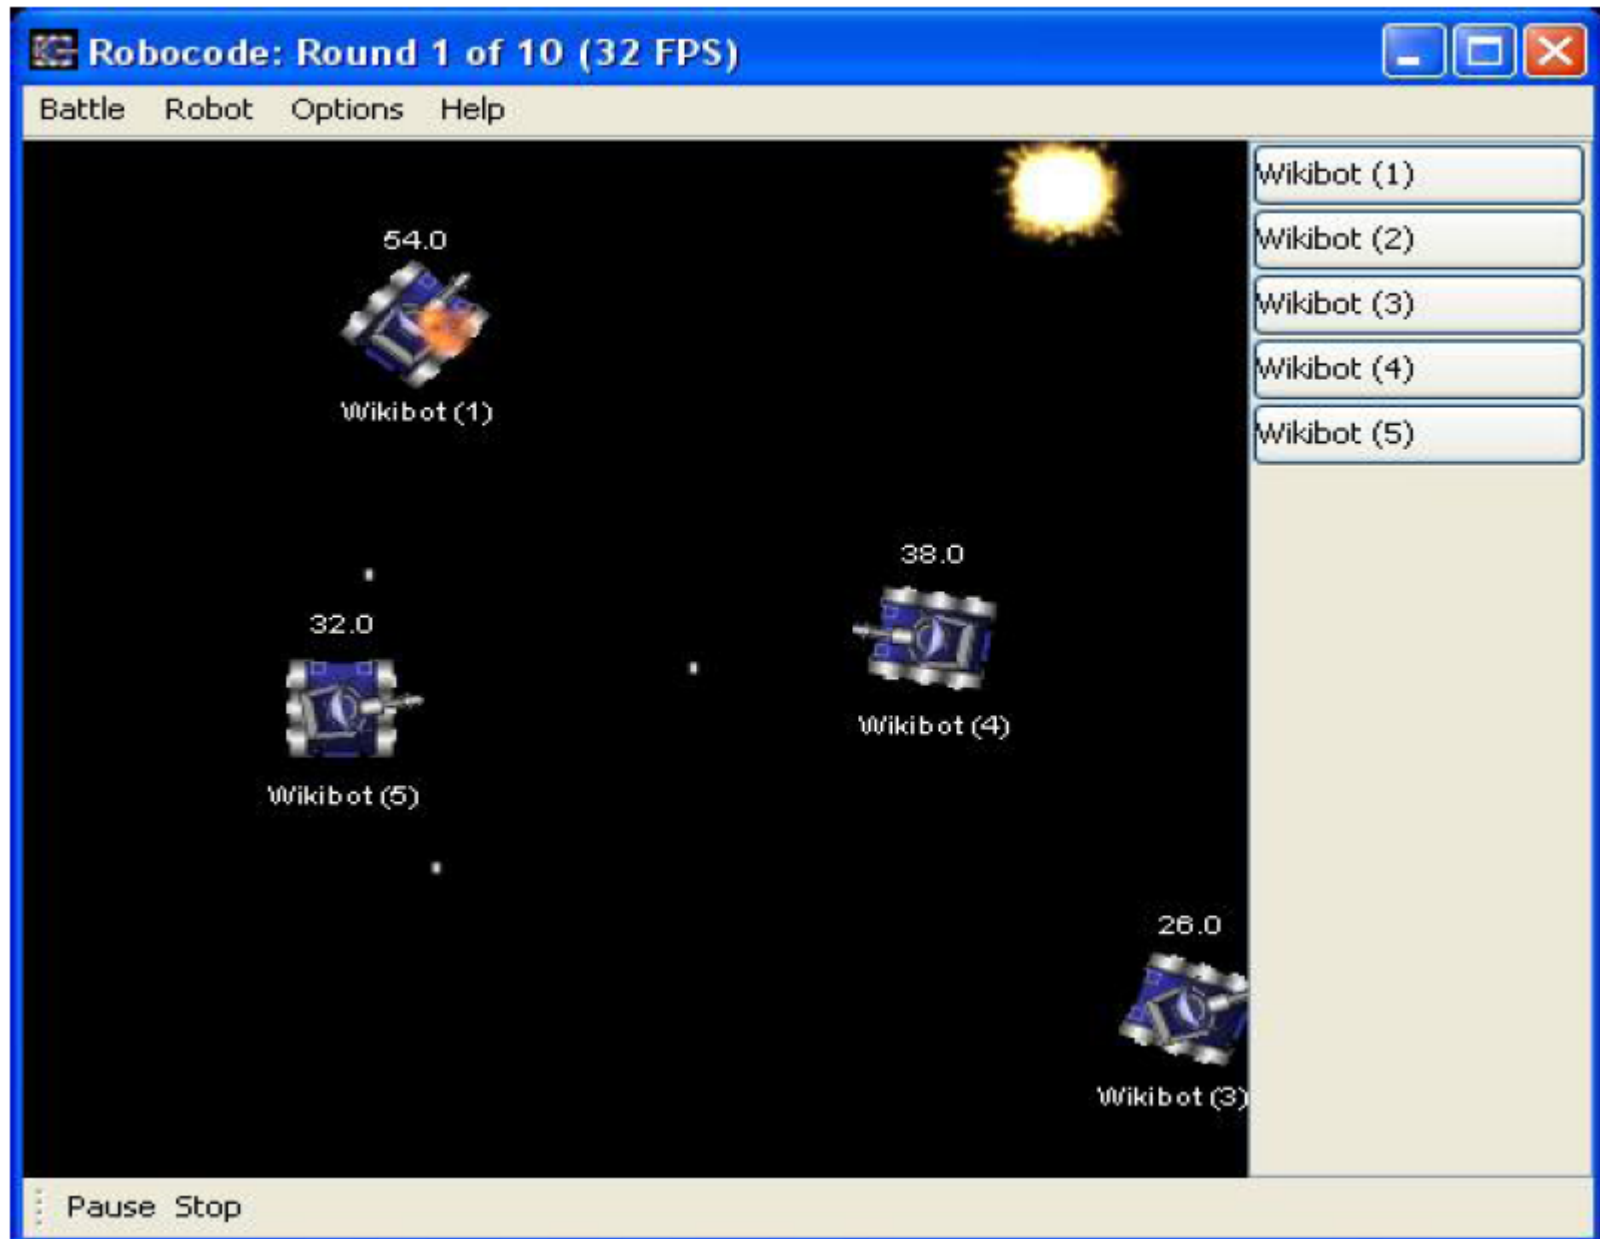 Robocode: Round 1 of 10 (32 FPS)
Battle Robot Options Help
Wikibot (1)
Wikibot (2)
Wikibot (3)
Wikibot (4)
Wikibot (5)
54.0
Wikibot (1)
38.0
Wikibot (4)
32.0
Wikibot (5)
26.0
Wikibot (3)
Pause Stop